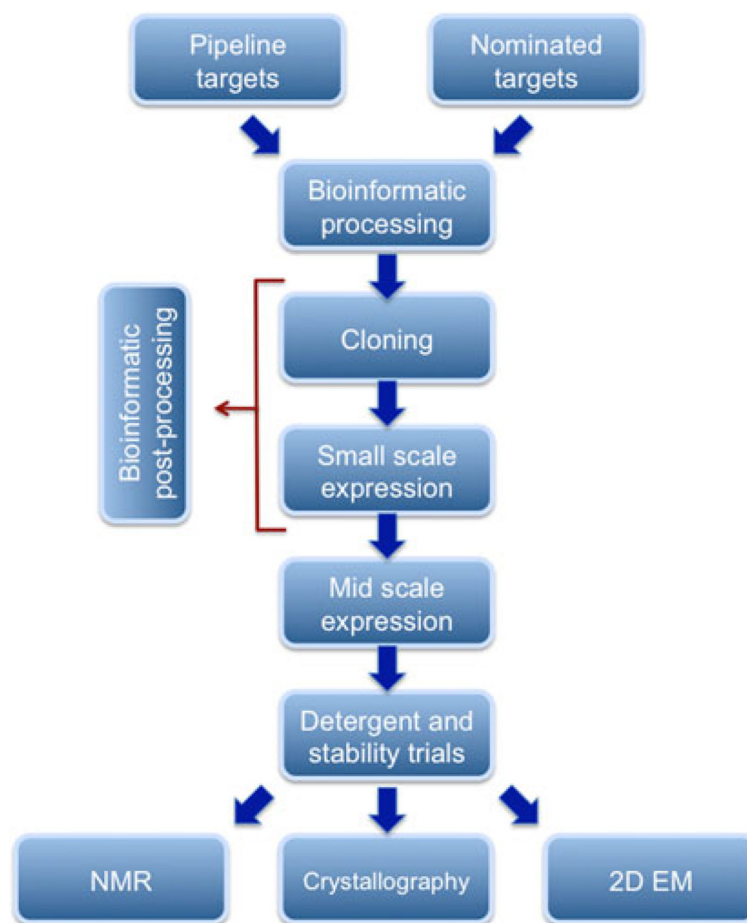 Pipeline
targets
Nominated
targets
Bioinformatic
processing
Cloning
Bioinformatic
post-processing
Small scale
expression
Mid scale
expression
Detergent and
stability trials
NMR
Crystallography
2D EM